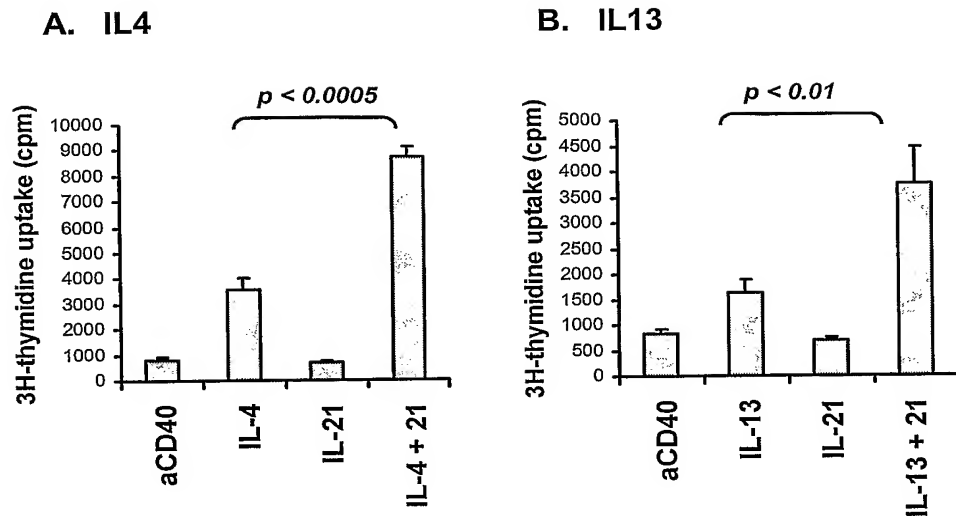 A. IL4
p < 0.0005
3H-thymidine uptake (cpm)
10000
9000
8000
7000
6000
5000
4000
3000
2000
1000
0
aCD40
IL-4
IL-21
IL-4 + 21
B. IL13
p < 0.01
3H-thymidine uptake (cpm)
5000
4500
4000
3500
3000
2500
2000
1500
1000
500
0
aCD40
IL-13
IL-21
IL-13 + 21